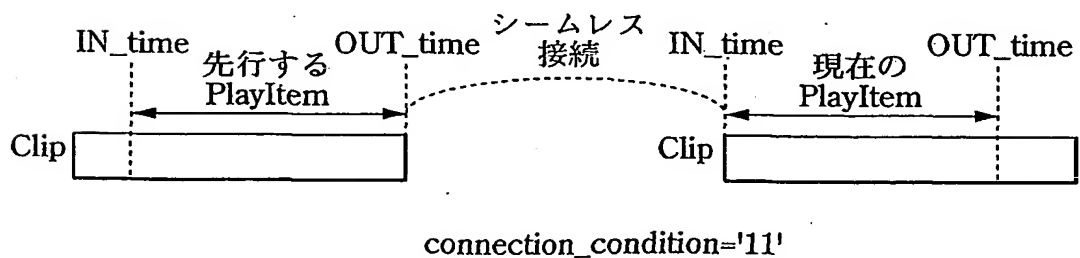 IN_time
先行する
PlayItem
OUT_time
シームレス
接続
IN_time
現在の
PlayItem
OUT_time
Clip
Clip
connection_condition='11'